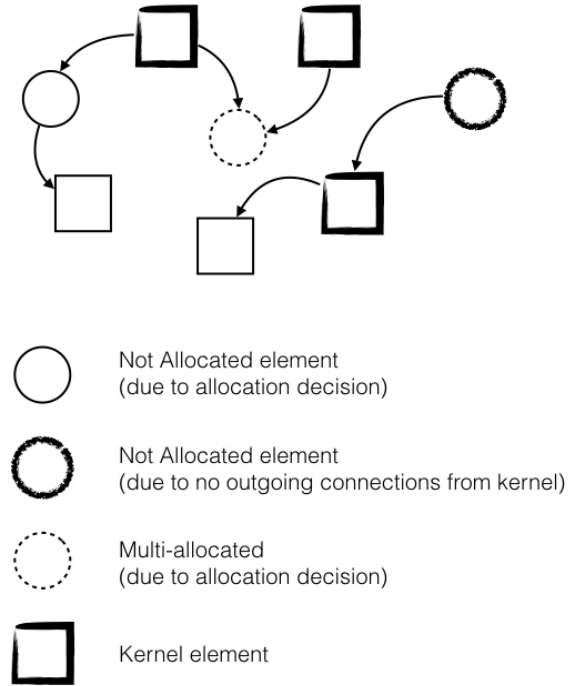 Not Allocated element
(due to allocation decision)
Not Allocated element
(due to no outgoing connections from kernel)
Multi-allocated
(due to allocation decision)
Kernel element